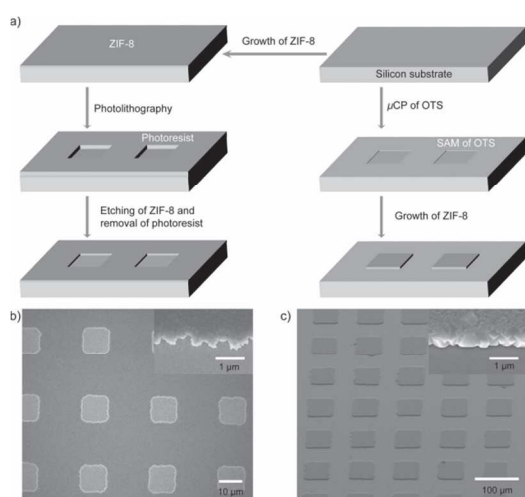 a)
ZIF-8
Growth of ZIF-8
Silicon substrate
Photolithography
μCP of OTS
Photoresist
SAM of OTS
Etching of ZIF-8 and
removal of photoresist
Growth of ZIF-8
b)
1 μm
10 μm
c)
1 μm
100 μm